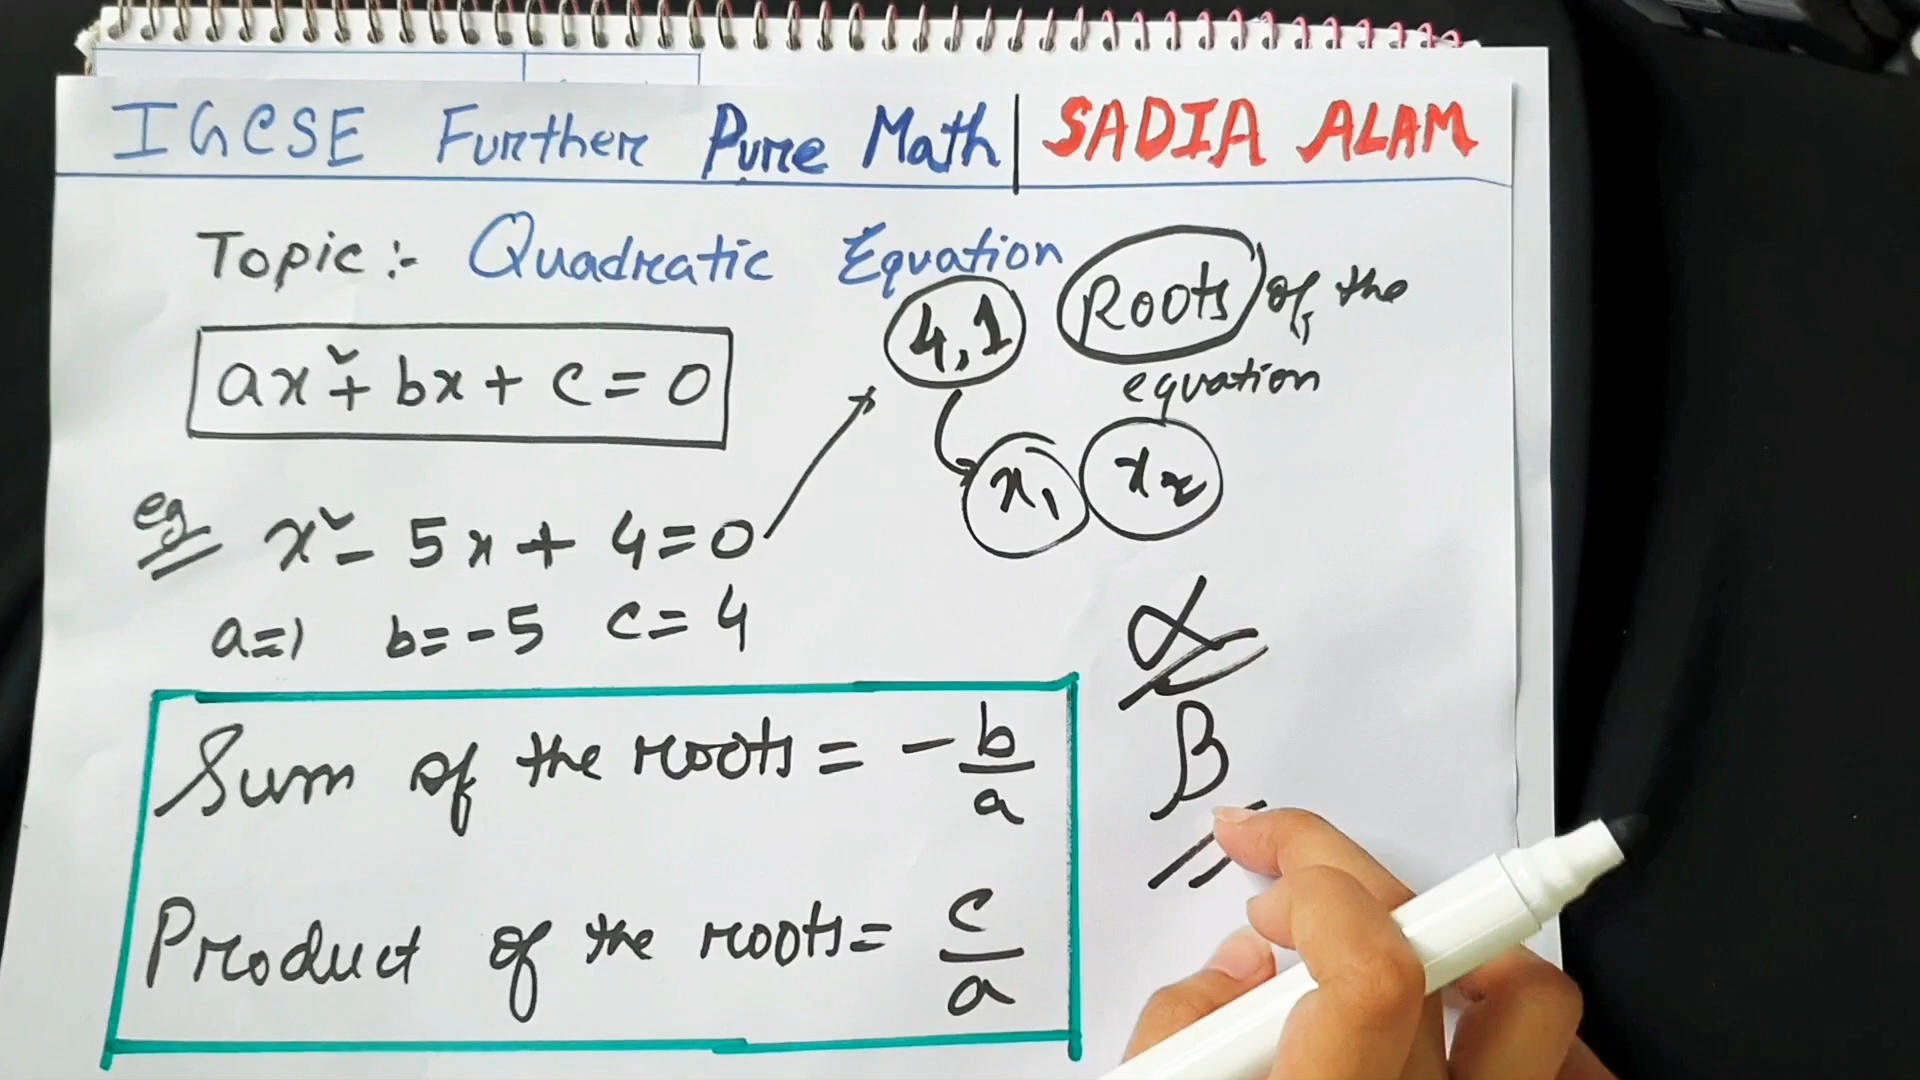 IGCSE Further Pure Math | SADIA ALAM
Topic:- Quadratic Equation
ax² + bx + c = 0
4, 1
Roots of the
equation
x₁ x₂
eg x² - 5x + 4 = 0
a=1 b=-5 c=4
α
β
Sum of the roots = - b/a
Product of the roots = c/a